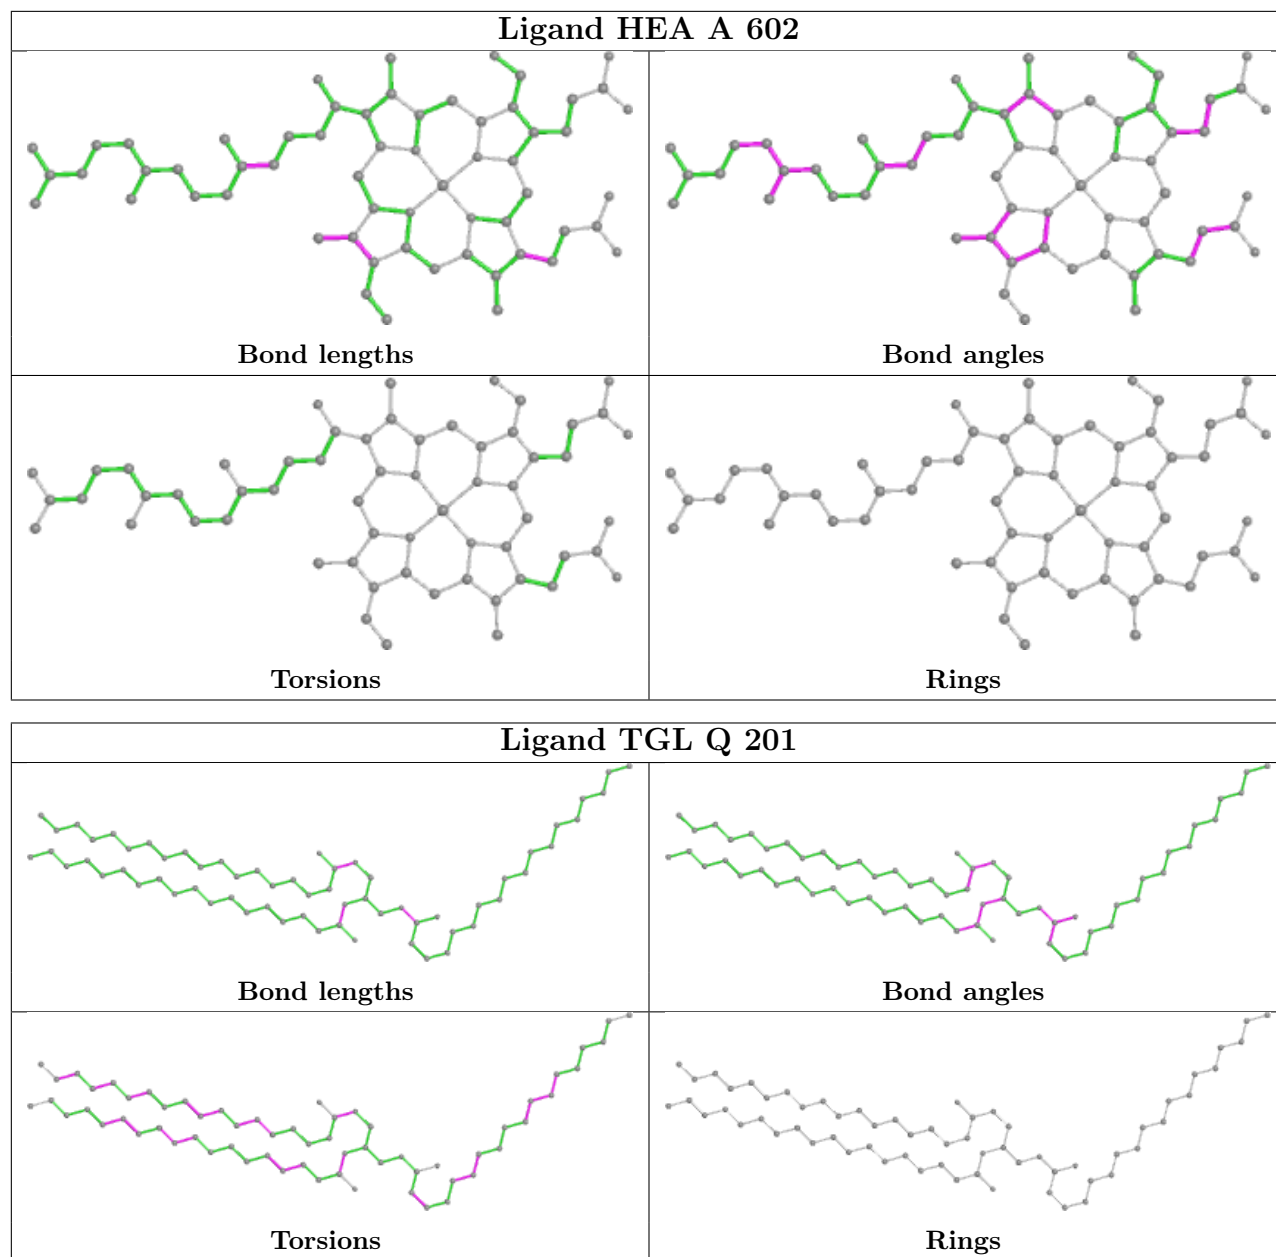 Ligand HEA A 602
Bond lengths
Bond angles
Torsions
Rings
Ligand TGL Q 201
Bond lengths
Bond angles
Torsions
Rings